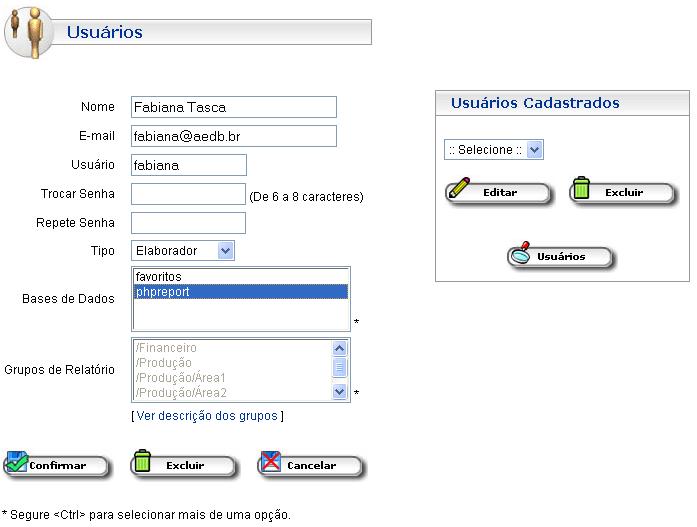 Usuários
Nome Fabiana Tasca
E-mail fabiana@aedb.br
Usuário fabiana
Trocar Senha (De 6 a 8 caracteres)
Repete Senha
Tipo Elaborador
Bases de Dados
favoritos
phpreport
*
Grupos de Relatório
/Financeiro
/Produção
/Produção/Área1
/Produção/Área2
*
[ Ver descrição dos grupos ]
Confirmar Excluir Cancelar
* Segure <Ctrl> para selecionar mais de uma opção.
Usuários Cadastrados
:: Selecione ::
Editar Excluir
Usuários